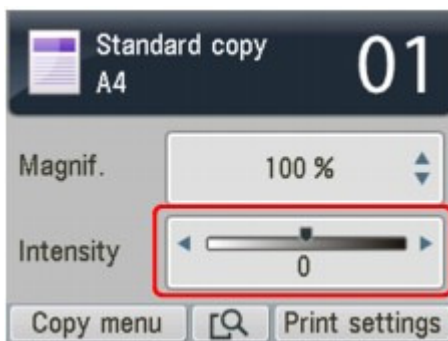 Standard copy
A4
01
Magnif.
100 %
Intensity
0
Copy menu
Print settings